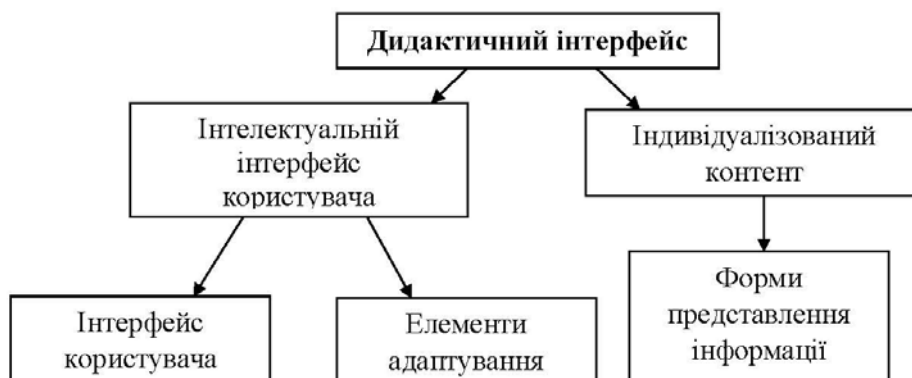 Дидактичний інтерфейс
Інтелектуальній
інтерфейс
користувача
Індивідуалізований
контент
Інтерфейс
користувача
Елементи
адаптування
Форми
представлення
інформації